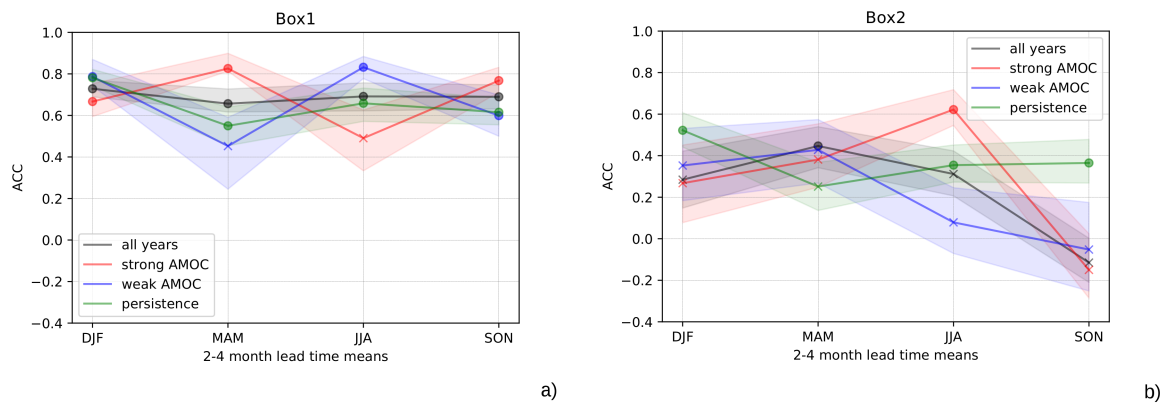 Box1
1.0
0.8
0.6
0.4
0.2
0.0
−0.2
−0.4
ACC
all years
strong AMOC
weak AMOC
persistence
DJF MAM JJA SON
2-4 month lead time means
a)
Box2
1.0
0.8
0.6
0.4
0.2
0.0
−0.2
−0.4
ACC
all years
strong AMOC
weak AMOC
persistence
DJF MAM JJA SON
2-4 month lead time means
b)